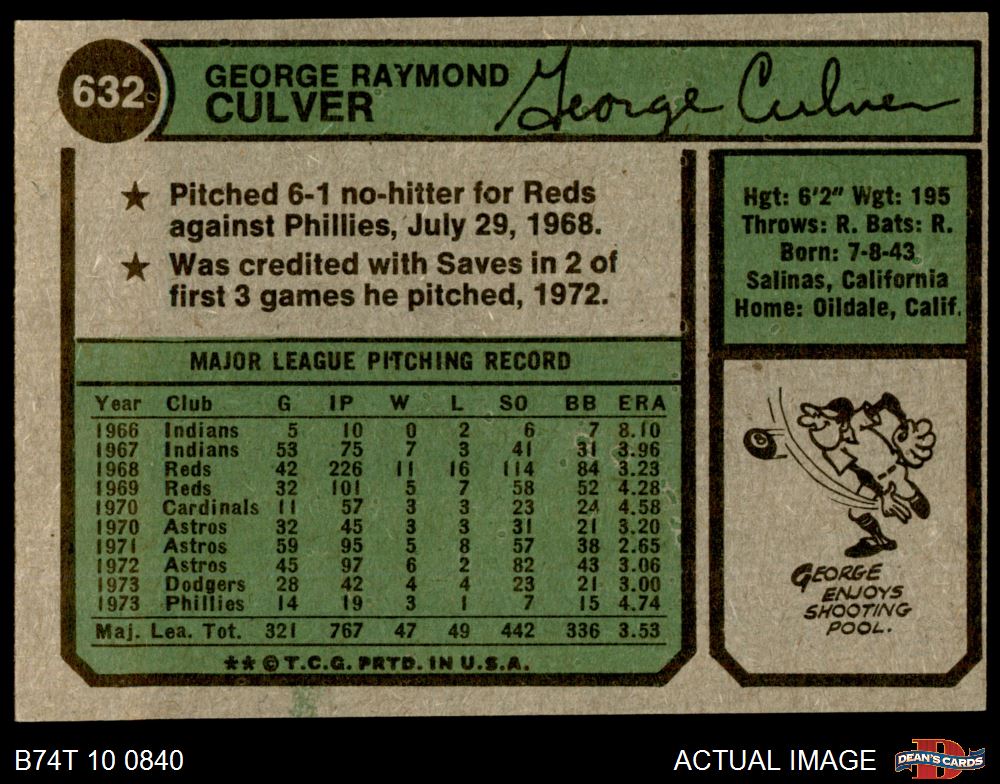 632
GEORGE RAYMOND
CULVER
George Culver
★ Pitched 6-1 no-hitter for Reds
against Phillies, July 29, 1968.
★ Was credited with Saves in 2 of
first 3 games he pitched, 1972.
Hgt: 6'2" Wgt: 195
Throws: R. Bats: R.
Born: 7-8-43
Salinas, California
Home: Oildale, Calif.
MAJOR LEAGUE PITCHING RECORD
Year Club G IP W L SO BB ERA
1966 Indians 5 10 0 2 6 7 8.10
1967 Indians 53 75 7 3 41 31 3.96
1968 Reds 42 226 11 16 114 84 3.23
1969 Reds 32 101 5 7 58 52 4.28
1970 Cardinals 11 57 3 3 23 24 4.58
1970 Astros 32 45 3 3 31 21 3.20
1971 Astros 59 95 5 8 57 38 2.65
1972 Astros 45 97 6 2 82 43 3.06
1973 Dodgers 28 42 4 4 23 21 3.00
1973 Phillies 14 19 3 1 7 15 4.74
Maj. Lea. Tot. 321 767 47 49 442 336 3.53
★★ © T.C.G. PRTD. IN U.S.A.
8
GEORGE
ENJOYS
SHOOTING
POOL.
B74T 10 0840
ACTUAL IMAGE
D
DEAN'S CARDS